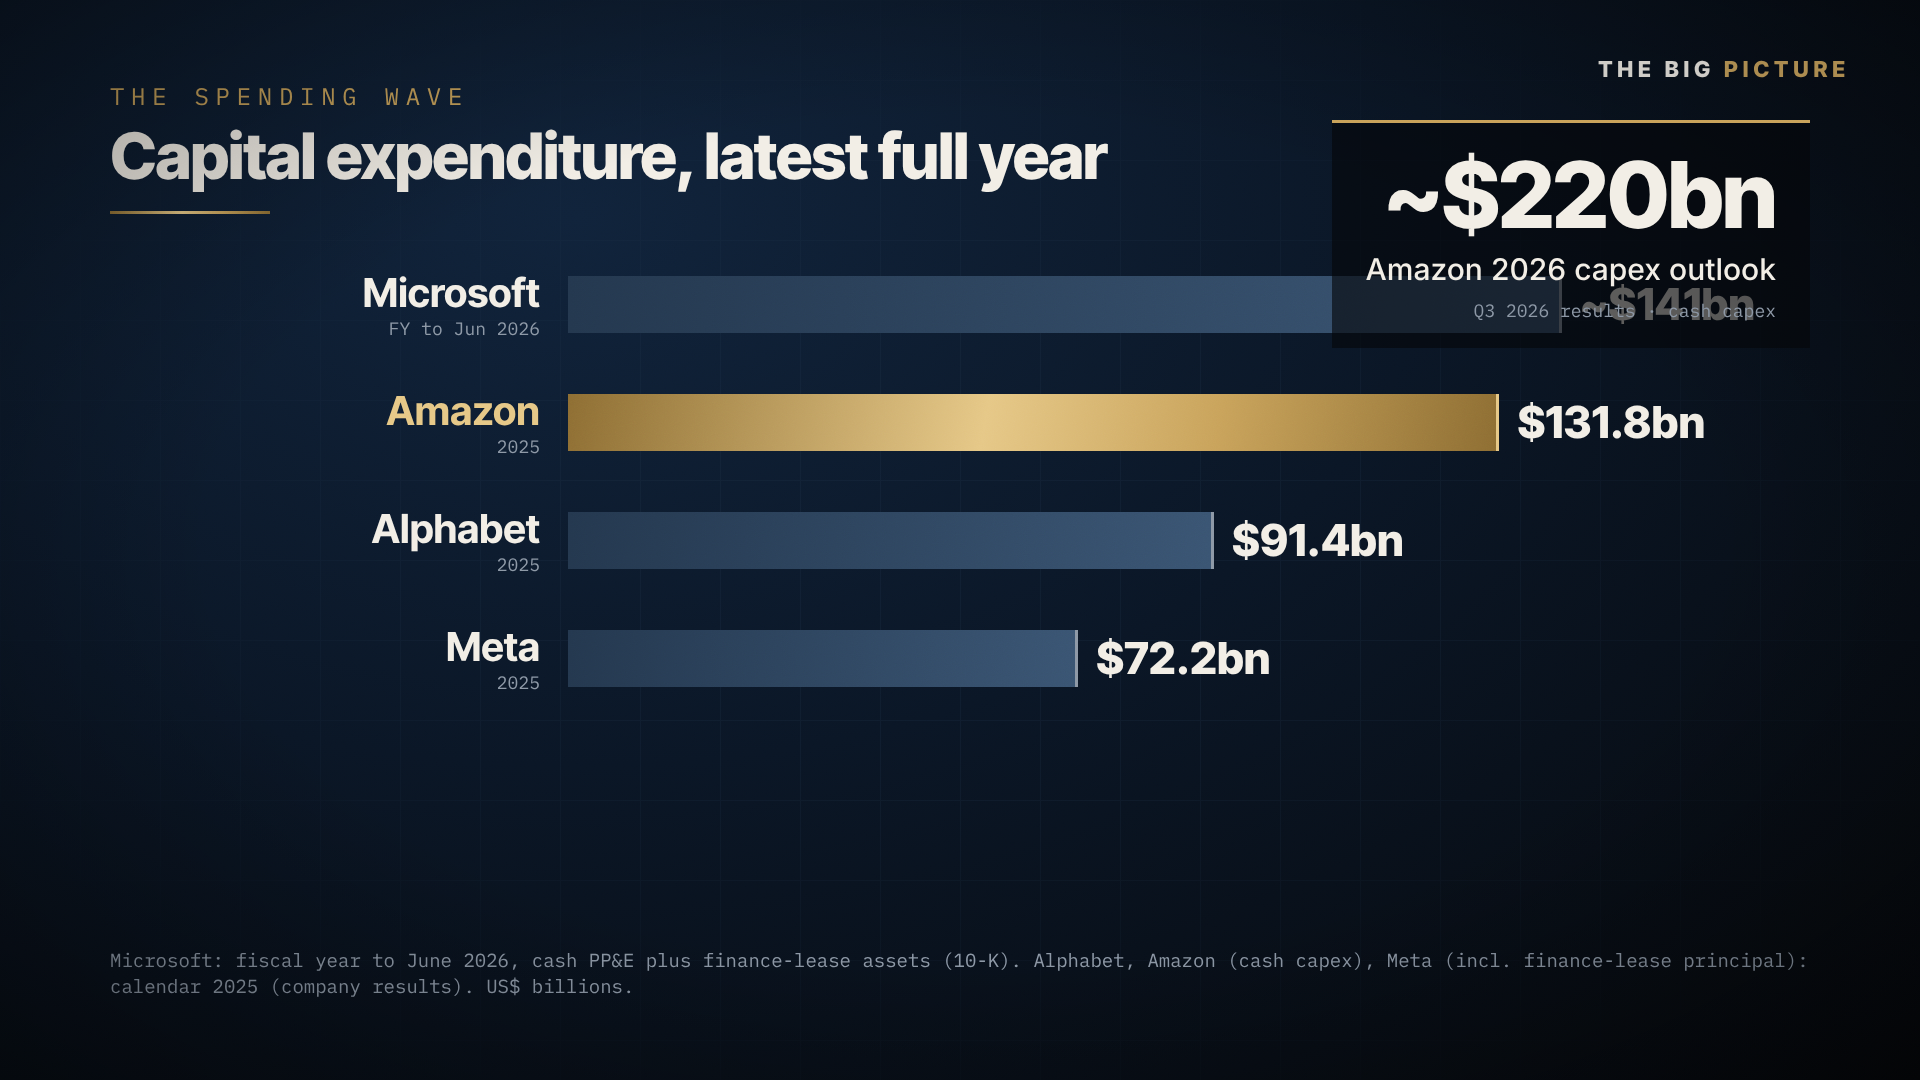 THE BIG PICTURE
THE SPENDING WAVE
Capital expenditure, latest full year
~$220bn
Amazon 2026 capex outlook
Q3 2026 results · cash capex
Microsoft
FY to Jun 2026
~$141bn
Amazon
2025
$131.8bn
Alphabet
2025
$91.4bn
Meta
2025
$72.2bn
Microsoft: fiscal year to June 2026, cash PP&E plus finance-lease assets (10-K). Alphabet, Amazon (cash capex), Meta (incl. finance-lease principal):
calendar 2025 (company results). US$ billions.